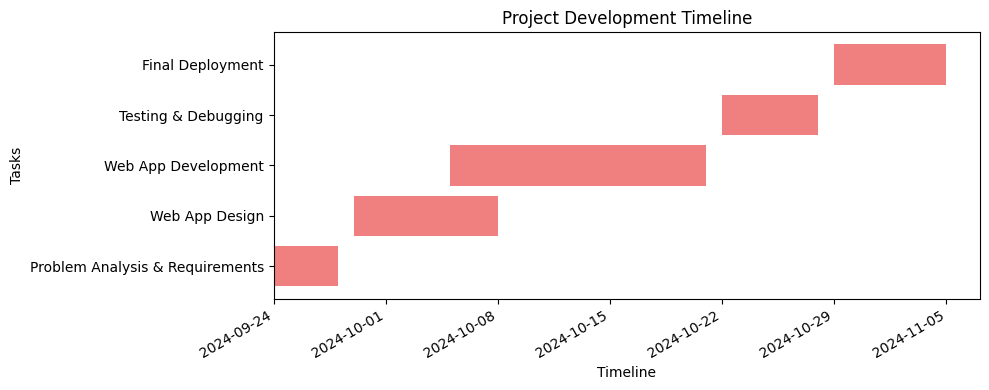 Project Development Timeline
Tasks
Final Deployment
Testing & Debugging
Web App Development
Web App Design
Problem Analysis & Requirements
2024-09-24
2024-10-01
2024-10-08
2024-10-15
2024-10-22
2024-10-29
2024-11-05
Timeline